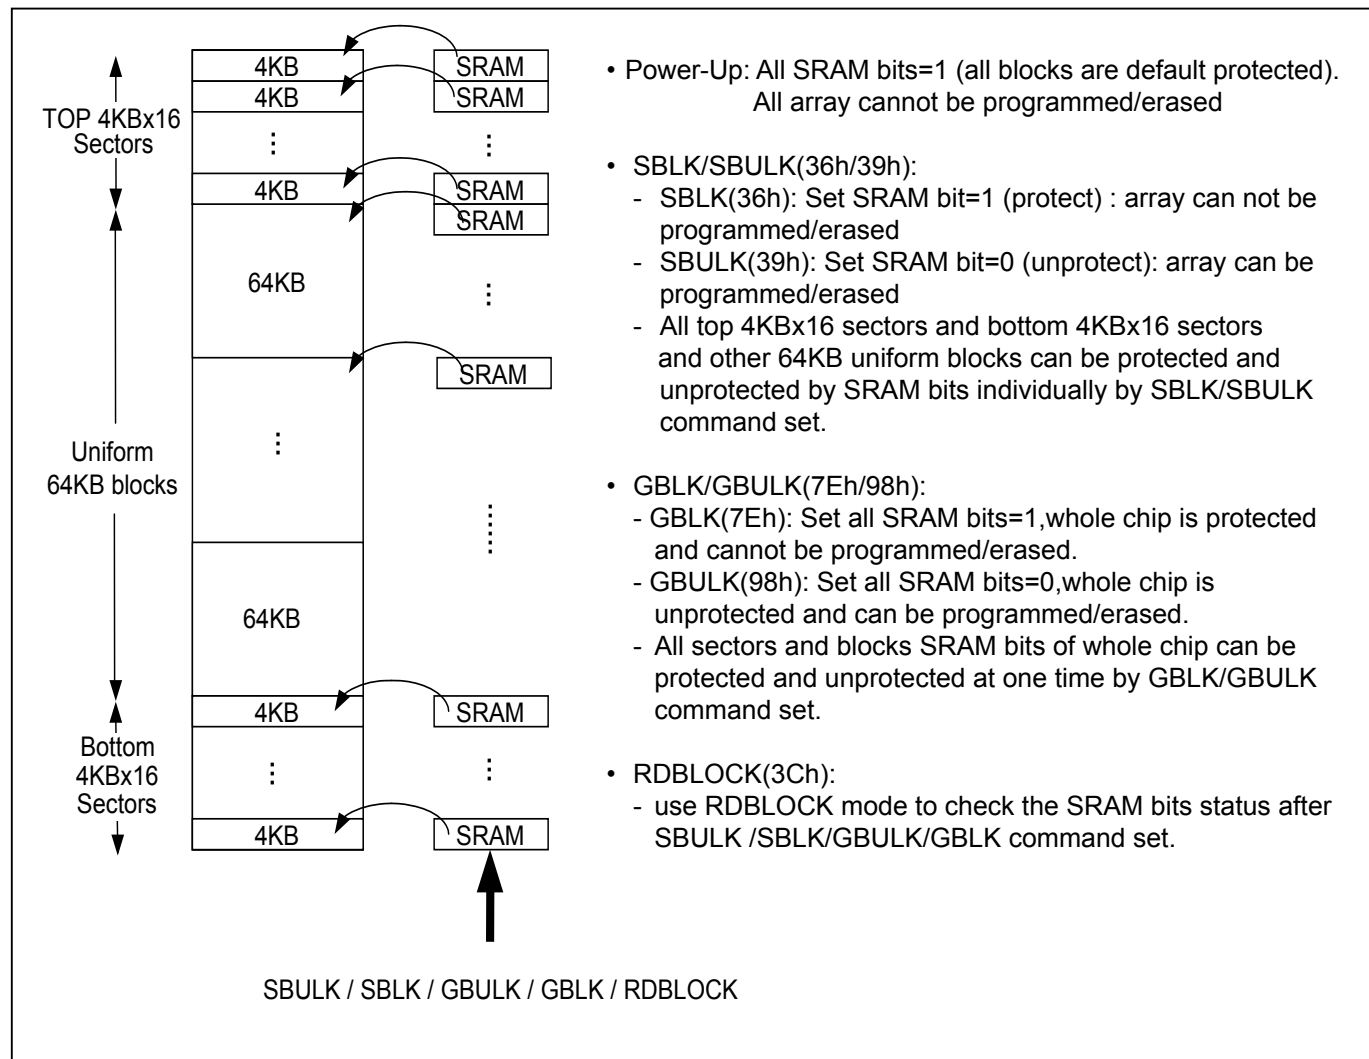 4KB
SRAM
4KB
SRAM
TOP 4KBx16
Sectors
⋮
⋮
4KB
SRAM
SRAM
64KB
⋮
SRAM
Uniform
64KB blocks
⋮
64KB
4KB
SRAM
Bottom
4KBx16
Sectors
⋮
⋮
4KB
SRAM
SBULK / SBLK / GBULK / GBLK / RDBLOCK
• Power-Up: All SRAM bits=1 (all blocks are default protected).
All array cannot be programmed/erased
• SBLK/SBULK(36h/39h):
- SBLK(36h): Set SRAM bit=1 (protect) : array can not be
programmed/erased
- SBULK(39h): Set SRAM bit=0 (unprotect): array can be
programmed/erased
- All top 4KBx16 sectors and bottom 4KBx16 sectors
and other 64KB uniform blocks can be protected and
unprotected by SRAM bits individually by SBLK/SBULK
command set.
• GBLK/GBULK(7Eh/98h):
- GBLK(7Eh): Set all SRAM bits=1,whole chip is protected
and cannot be programmed/erased.
- GBULK(98h): Set all SRAM bits=0,whole chip is
unprotected and can be programmed/erased.
- All sectors and blocks SRAM bits of whole chip can be
protected and unprotected at one time by GBLK/GBULK
command set.
• RDBLOCK(3Ch):
- use RDBLOCK mode to check the SRAM bits status after
SBULK /SBLK/GBULK/GBLK command set.